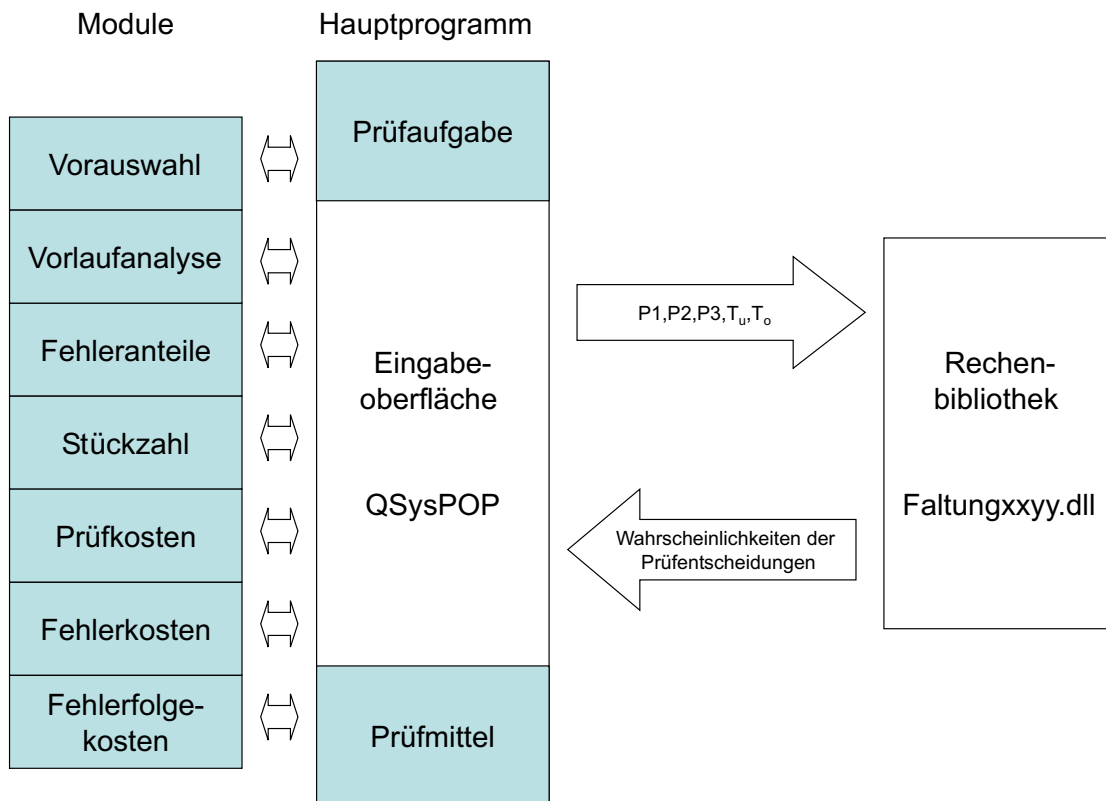 Module
Hauptprogramm
Vorauswahl
Vorlaufanalyse
Fehleranteile
Stückzahl
Prüfkosten
Fehlerkosten
Fehlerfolge-
kosten
Prüfaufgabe
Eingabe-
oberfläche
QSysPOP
Prüfmittel
P1,P2,P3,Tu,To
Wahrscheinlichkeiten der
Prüfentscheidungen
Rechen-
bibliothek
Faltungxxyy.dll